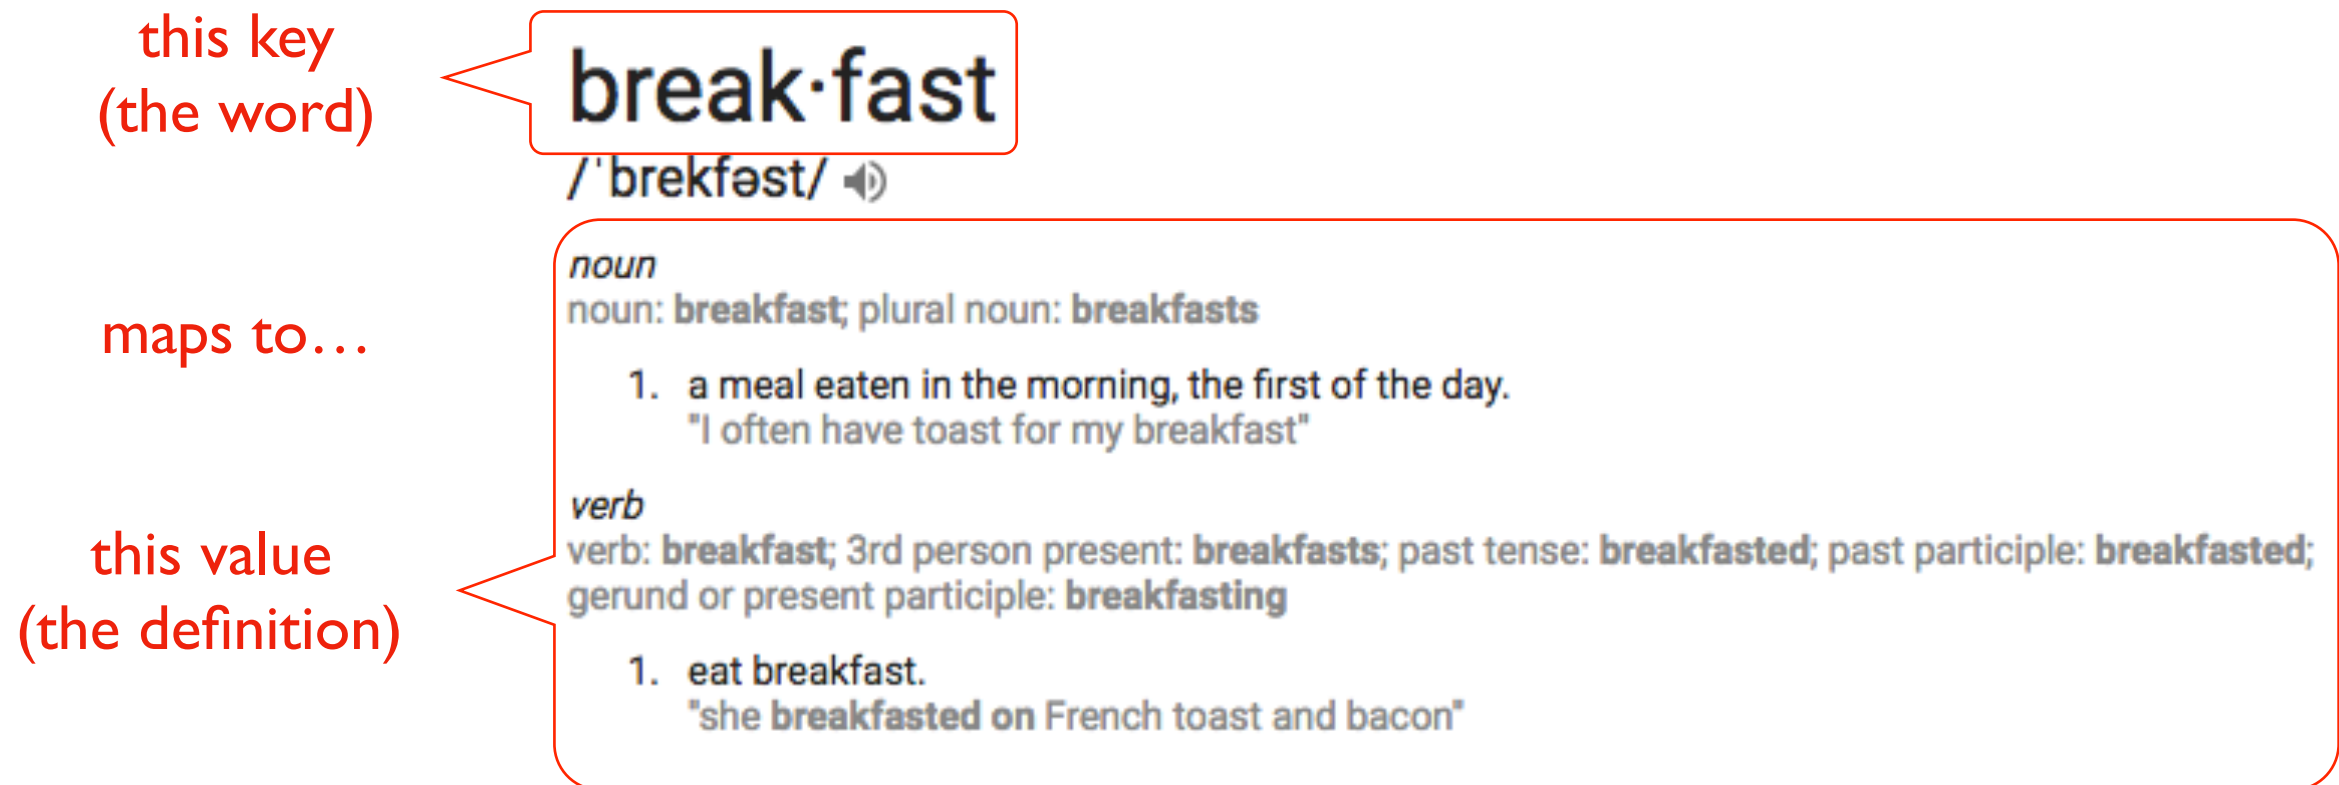 this key
(the word)
break·fast
/ˈbrekfəst/
maps to…
noun
noun: breakfast; plural noun: breakfasts
1. a meal eaten in the morning, the first of the day.
"I often have toast for my breakfast"
this value
(the definition)
verb
verb: breakfast; 3rd person present: breakfasts; past tense: breakfasted; past participle: breakfasted;
gerund or present participle: breakfasting
1. eat breakfast.
"she breakfasted on French toast and bacon"